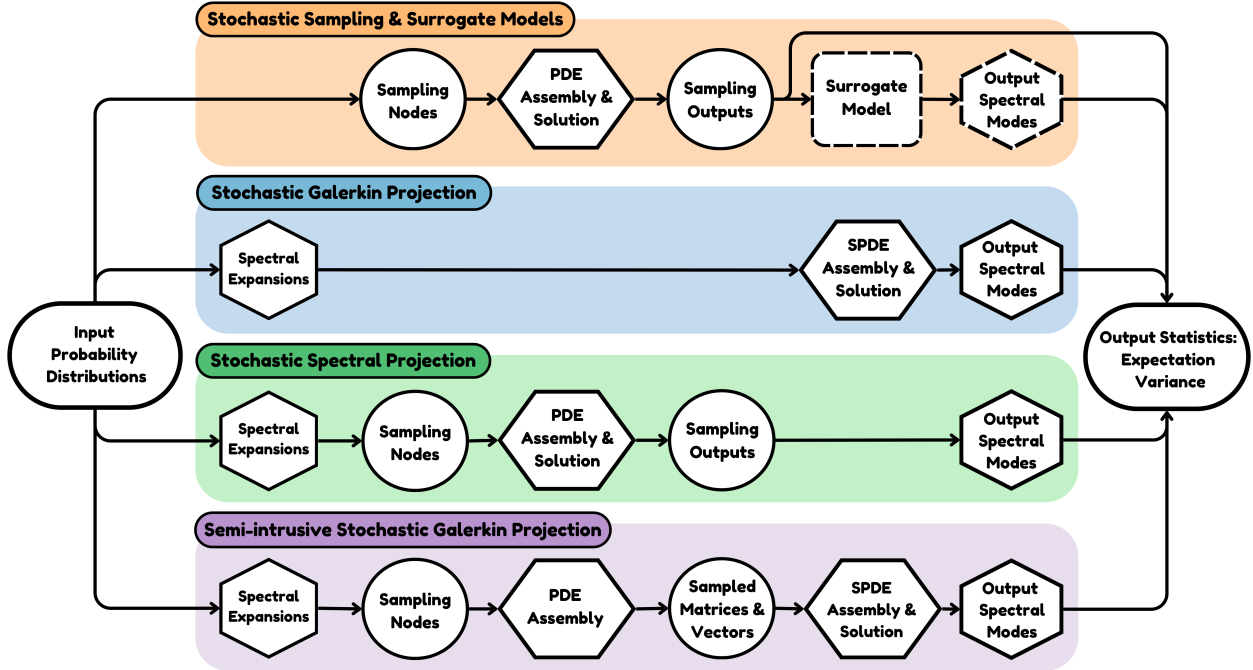 Stochastic Sampling & Surrogate Models
Sampling
Nodes
PDE
Assembly &
Solution
Sampling
Outputs
Surrogate
Model
Output
Spectral
Modes
Stochastic Galerkin Projection
Spectral
Expansions
SPDE
Assembly &
Solution
Output
Spectral
Modes
Input
Probability
Distributions
Output Statistics:
Expectation
Variance
Stochastic Spectral Projection
Spectral
Expansions
Sampling
Nodes
PDE
Assembly &
Solution
Sampling
Outputs
Output
Spectral
Modes
Semi-intrusive Stochastic Galerkin Projection
Spectral
Expansions
Sampling
Nodes
PDE
Assembly
Sampled
Matrices &
Vectors
SPDE
Assembly &
Solution
Output
Spectral
Modes